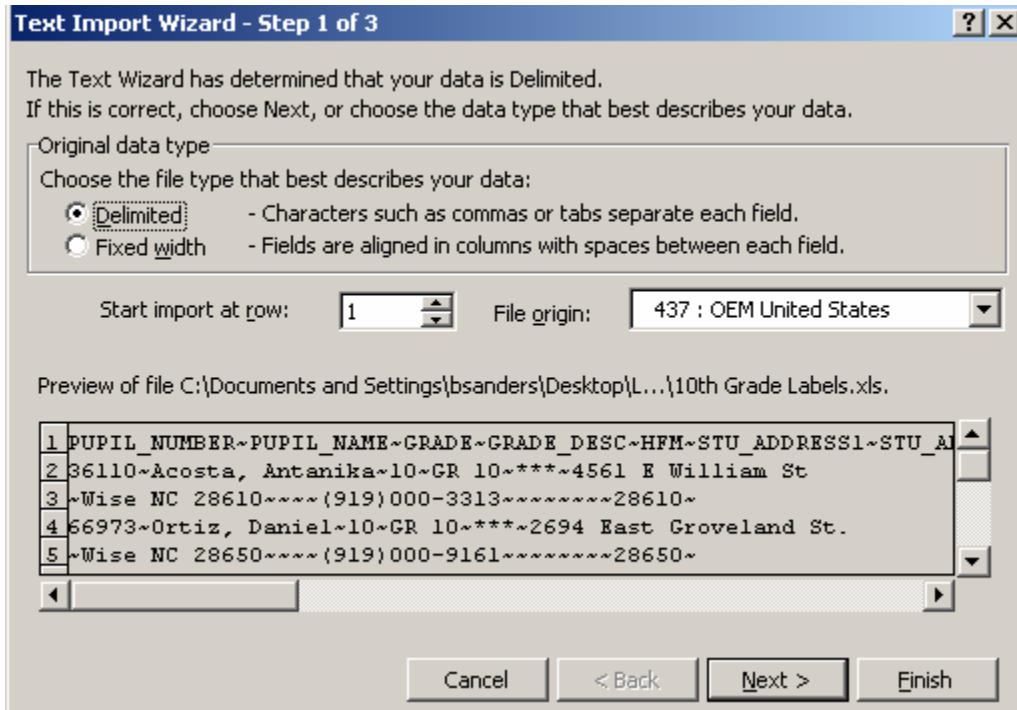 Text Import Wizard - Step 1 of 3
The Text Wizard has determined that your data is Delimited.
If this is correct, choose Next, or choose the data type that best describes your data.
Original data type
Choose the file type that best describes your data:
Delimited - Characters such as commas or tabs separate each field.
Fixed width - Fields are aligned in columns with spaces between each field.
Start import at row: 1 File origin: 437 : OEM United States
Preview of file C:\Documents and Settings\bsanders\Desktop\L...\10th Grade Labels.xls.
1 PUPIL_NUMBER~PUPIL_NAME~GRADE~GRADE_DESC~HFM~STU_ADDRESS1~STU_A
2 36110~Acosta, Antanika~10~GR 10~***~4561 E William St
3 ~Wise NC 28610~~~~(919)000-3313~~~~~~~~28610~
4 66973~Ortiz, Daniel~10~GR 10~***~2694 East Groveland St.
5 ~Wise NC 28650~~~~(919)000-9161~~~~~~~~28650~
Cancel < Back Next > Finish